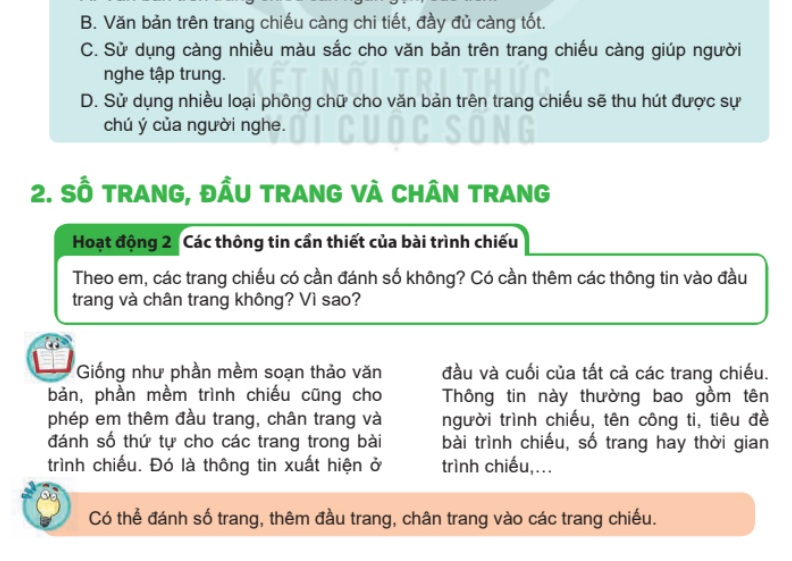 B. Văn bản trên trang chiếu càng chi tiết, đầy đủ càng tốt.
C. Sử dụng càng nhiều màu sắc cho văn bản trên trang chiếu càng giúp người
nghe tập trung.
KẾT NỐI TRI THỨC
D. Sử dụng nhiều loại phông chữ cho văn bản trên trang chiếu sẽ thu hút được sự
chú ý của người nghe.
VỚI CUỘC SỐNG
2. SỐ TRANG, ĐẦU TRANG VÀ CHÂN TRANG
Hoạt động 2 Các thông tin cần thiết của bài trình chiếu
Theo em, các trang chiếu có cần đánh số không? Có cần thêm các thông tin vào đầu
trang và chân trang không? Vì sao?
Giống như phần mềm soạn thảo văn
bản, phần mềm trình chiếu cũng cho
phép em thêm đầu trang, chân trang và
đánh số thứ tự cho các trang trong bài
trình chiếu. Đó là thông tin xuất hiện ở
đầu và cuối của tất cả các trang chiếu.
Thông tin này thường bao gồm tên
người trình chiếu, tên công ti, tiêu đề
bài trình chiếu, số trang hay thời gian
trình chiếu,...
Có thể đánh số trang, thêm đầu trang, chân trang vào các trang chiếu.